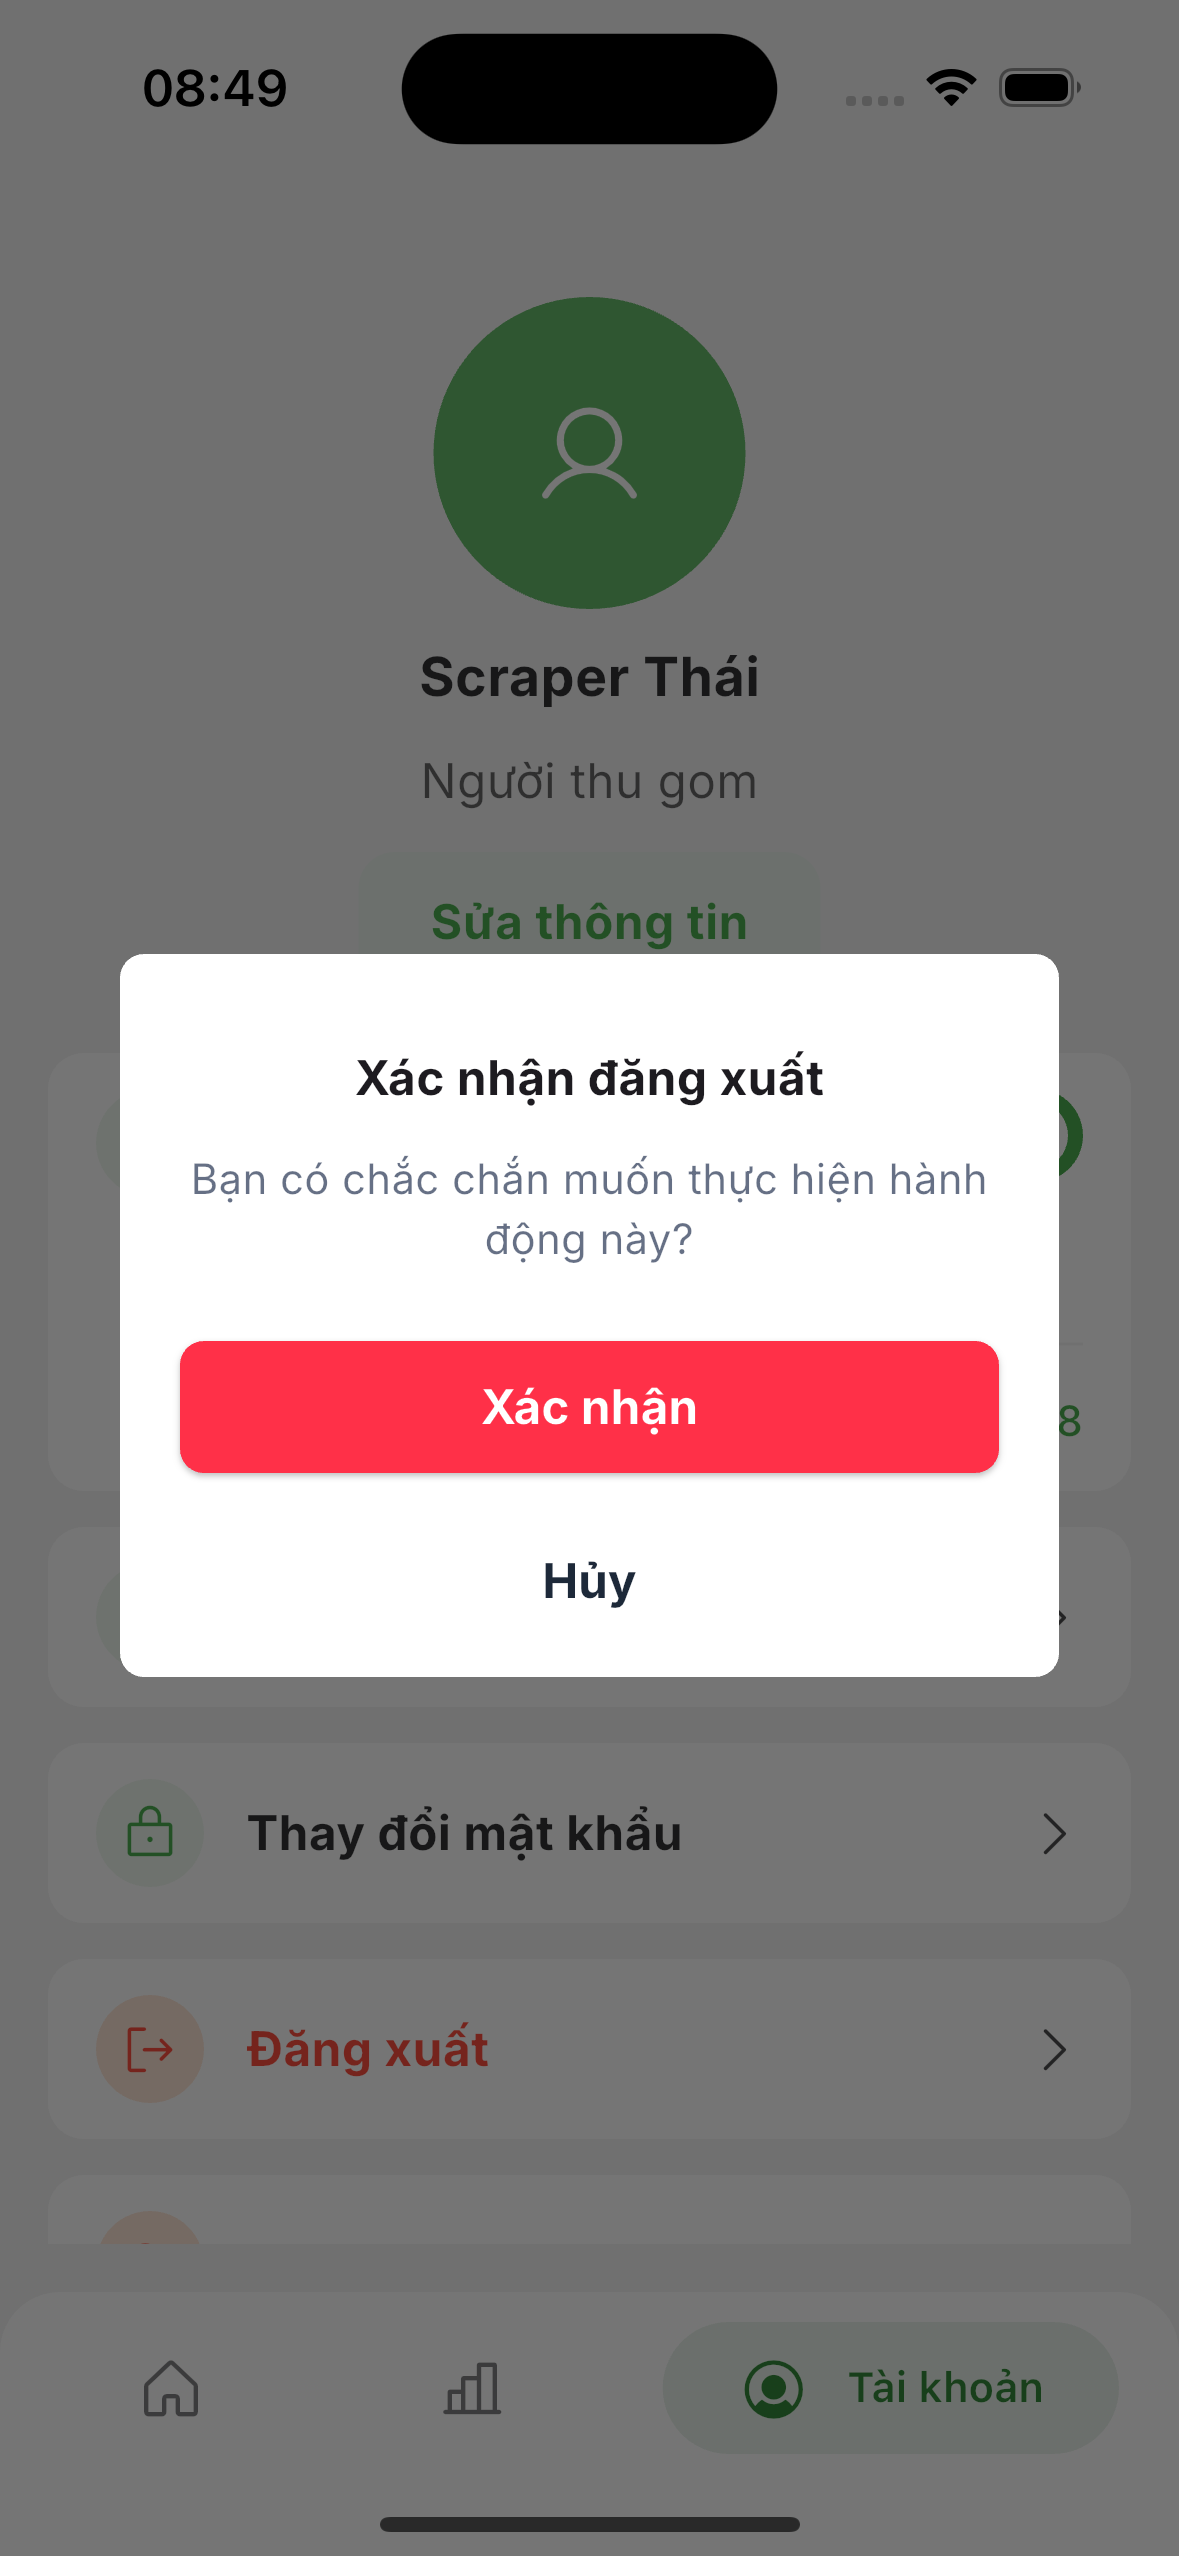 08:49
Scraper Thái
Người thu gom
Sửa thông tin
Xác nhận đăng xuất
Bạn có chắc chắn muốn thực hiện hành
động này?
Xác nhận
8
Hủy
Thay đổi mật khẩu
Đăng xuất
Tài khoản